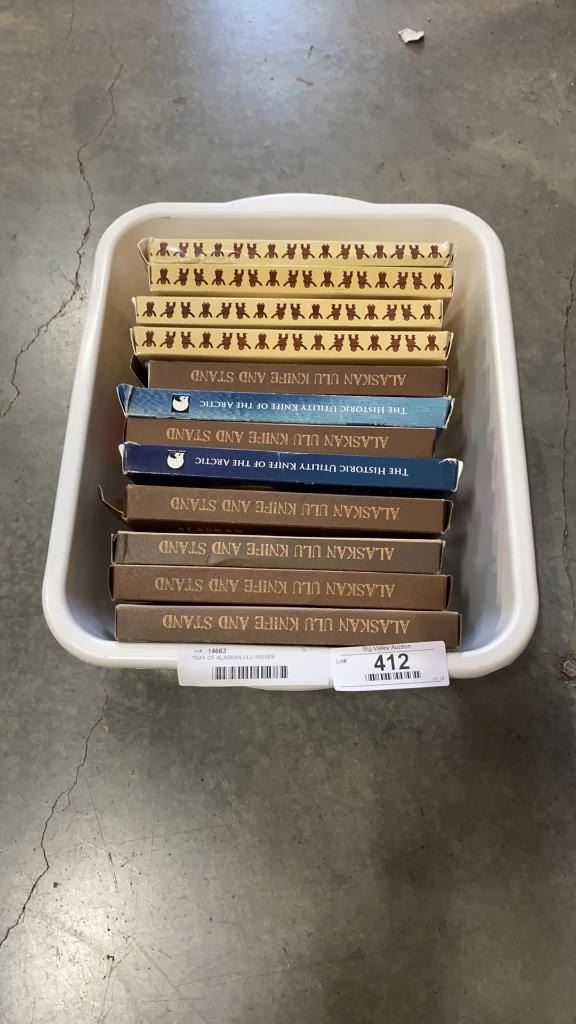 ALASKAN ULU KNIFE AND STAND
THE HISTORIC UTILITY KNIFE OF THE ARCTIC
ALASKAN ULU KNIFE AND STAND
THE HISTORIC UTILITY KNIFE OF THE ARCTIC
ALASKAN ULU KNIFE AND STAND
ALASKAN
ALASKAN ULU KNIFE AND STAND
ALASKAN ULU KNIFE AND STAND
ALASKAN ULU KNIFE AND STAND
14663
TRAY OF ALASKAN ULU KNIVES
Big Valley Auction
Lot#: 412